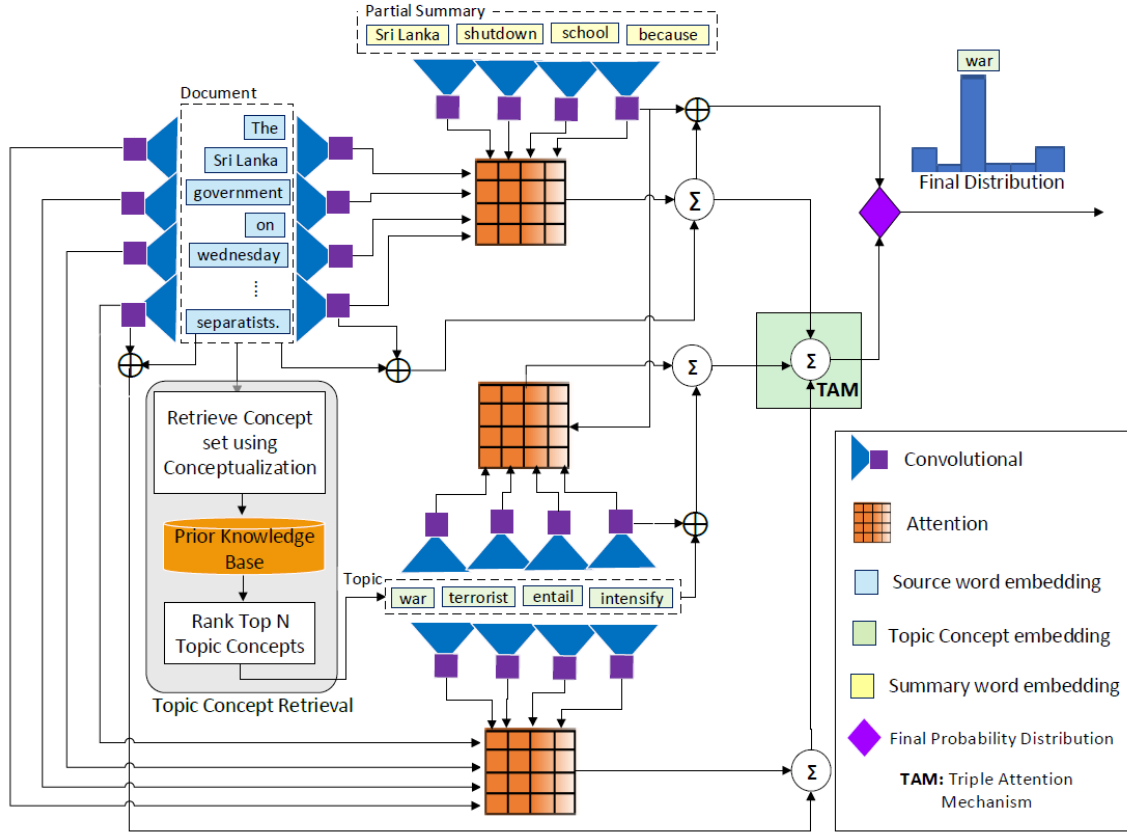 Partial Summary
Sri Lanka shutdown school because
war
Document
The
Sri Lanka
government
on
wednesday
separatists.
Final Distribution
Σ
Σ
Σ
TAM
Retrieve Concept
set using
Conceptualization
Prior Knowledge
Base
Rank Top N
Topic Concepts
Topic Concept Retrieval
Topic
war terrorist entail intensify
Σ
Convolutional
Attention
Source word embedding
Topic Concept embedding
Summary word embedding
Final Probability Distribution
TAM: Triple Attention
Mechanism